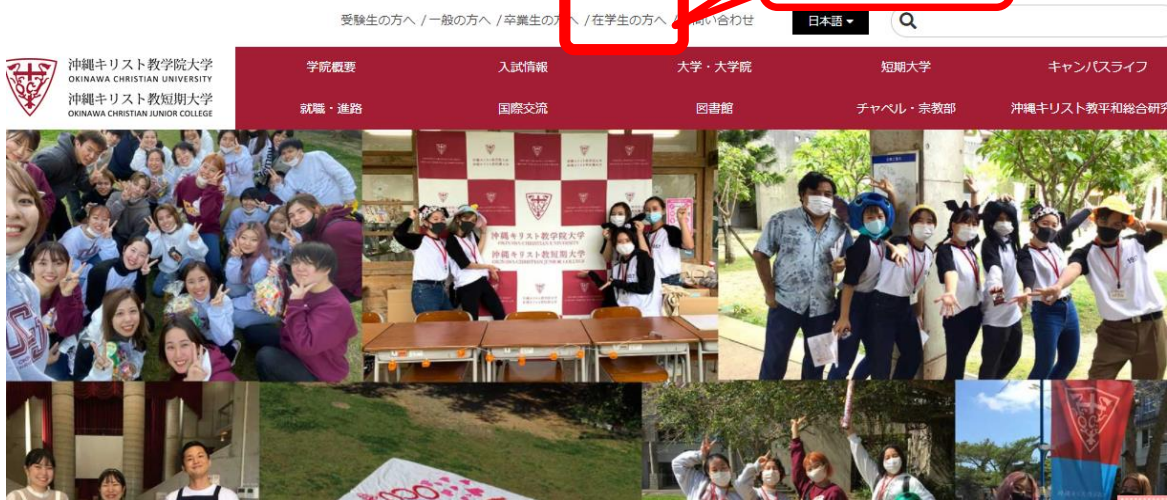 受験生の方へ / 一般の方へ / 卒業生の方へ / 在学生の方へ / お問い合わせ
日本語
沖縄キリスト教学院大学
OKINAWA CHRISTIAN UNIVERSITY
沖縄キリスト教短期大学
OKINAWA CHRISTIAN JUNIOR COLLEGE
学院概要
入試情報
大学・大学院
短期大学
キャンパスライフ
就職・進路
国際交流
図書館
チャペル・宗教部
沖縄キリスト教平和総合研究
沖縄キリスト教学院大学
OKINAWA CHRISTIAN UNIVERSITY
沖縄キリスト教短期大学
OKINAWA CHRISTIAN JUNIOR COLLEGE